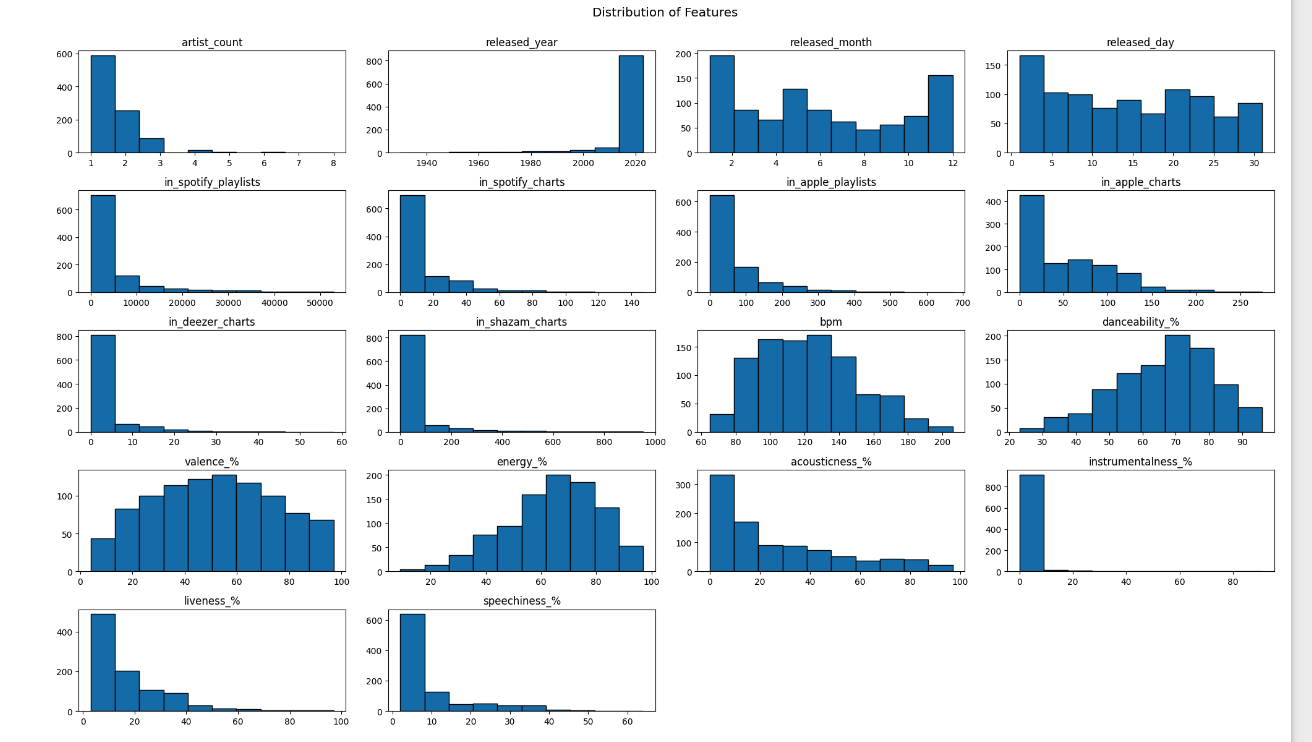 Distribution of Features
artist_count released_year released_month released_day
600 400 200 0
1 2 3 4 5 6 7 8
800 600 400 200 0
1940 1960 1980 2000 2020
200 150 100 50 0
2 4 6 8 10 12
150 100 50 0
0 5 10 15 20 25 30
in_spotify_playlists in_spotify_charts in_apple_playlists in_apple_charts
600 400 200 0
0 10000 20000 30000 40000 50000
600 400 200 0
0 20 40 60 80 100 120 140
600 400 200 0
0 100 200 300 400 500 600 700
400 300 200 100 0
0 50 100 150 200 250
in_deezer_charts in_shazam_charts bpm danceability_%
800 600 400 200 0
0 10 20 30 40 50 60
800 600 400 200 0
0 200 400 600 800 1000
150 100 50 0
60 80 100 120 140 160 180 200
200 150 100 50 0
20 30 40 50 60 70 80 90
valence_% energy_% acousticness_% instrumentalness_%
100 50 0
0 20 40 60 80 100
200 150 100 50 0
20 40 60 80 100
300 200 100 0
0 20 40 60 80 100
800 600 400 200 0
0 20 40 60 80
liveness_% speechiness_%
400 200 0
0 20 40 60 80 100
600 400 200 0
0 10 20 30 40 50 60